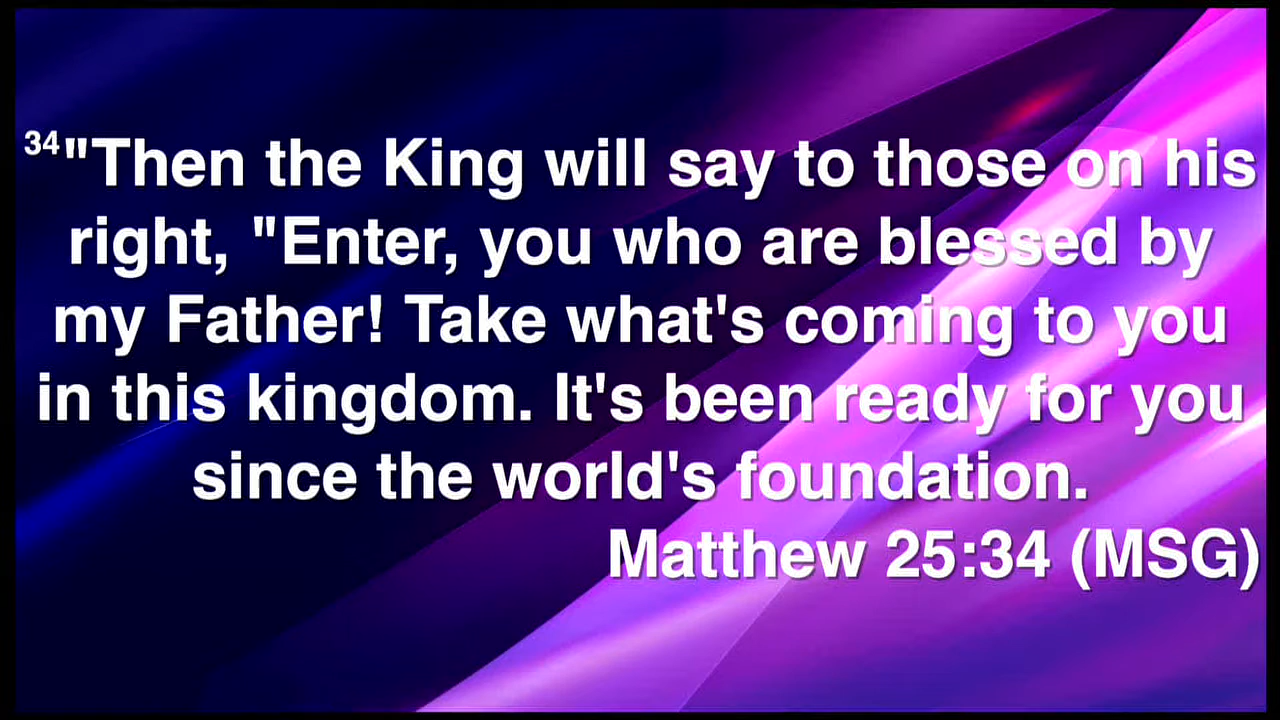 34"Then the King will say to those on his
right, "Enter, you who are blessed by
my Father! Take what's coming to you
in this kingdom. It's been ready for you
since the world's foundation.
Matthew 25:34 (MSG)